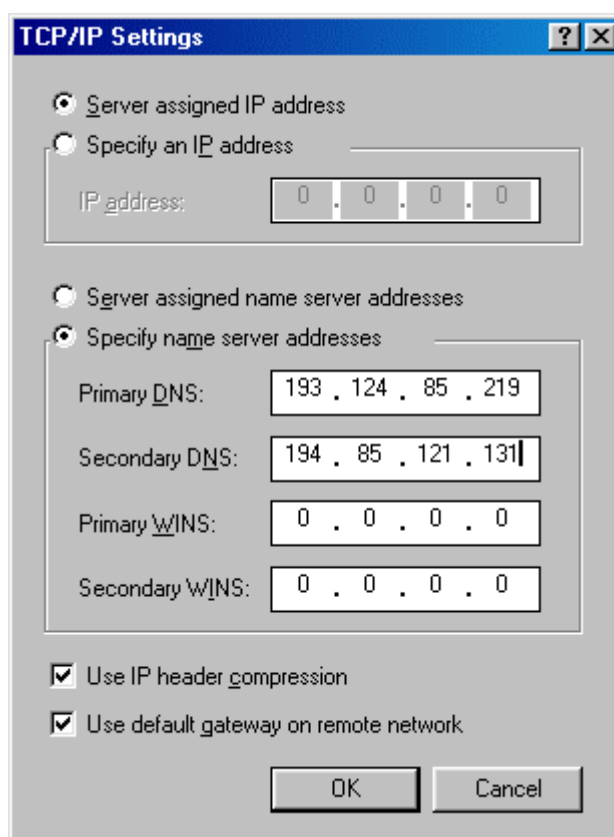 TCP/IP Settings
Server assigned IP address
Specify an IP address
IP address: 0 . 0 . 0 . 0
Server assigned name server addresses
Specify name server addresses
Primary DNS: 193 . 124 . 85 . 219
Secondary DNS: 194 . 85 . 121 . 131
Primary WINS: 0 . 0 . 0 . 0
Secondary WINS: 0 . 0 . 0 . 0
Use IP header compression
Use default gateway on remote network
OK Cancel